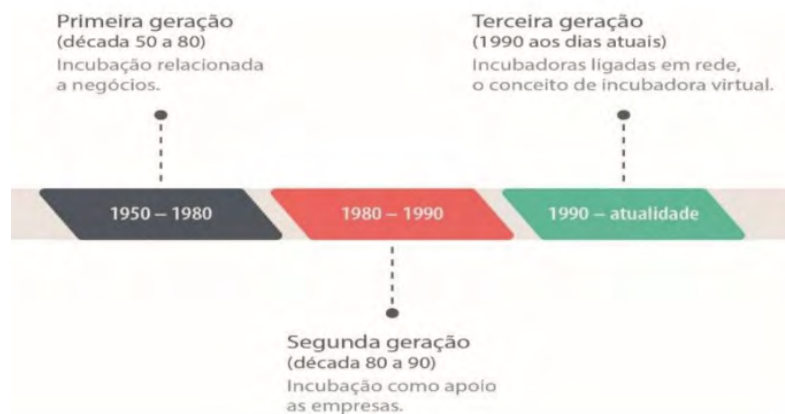 Primeira geração
(década 50 a 80)
Incubação relacionada
a negócios.
Terceira geração
(1990 aos dias atuais)
Incubadoras ligadas em rede,
o conceito de incubadora virtual.
1950 – 1980
1980 – 1990
1990 – atualidade
Segunda geração
(década 80 a 90)
Incubação como apoio
as empresas.